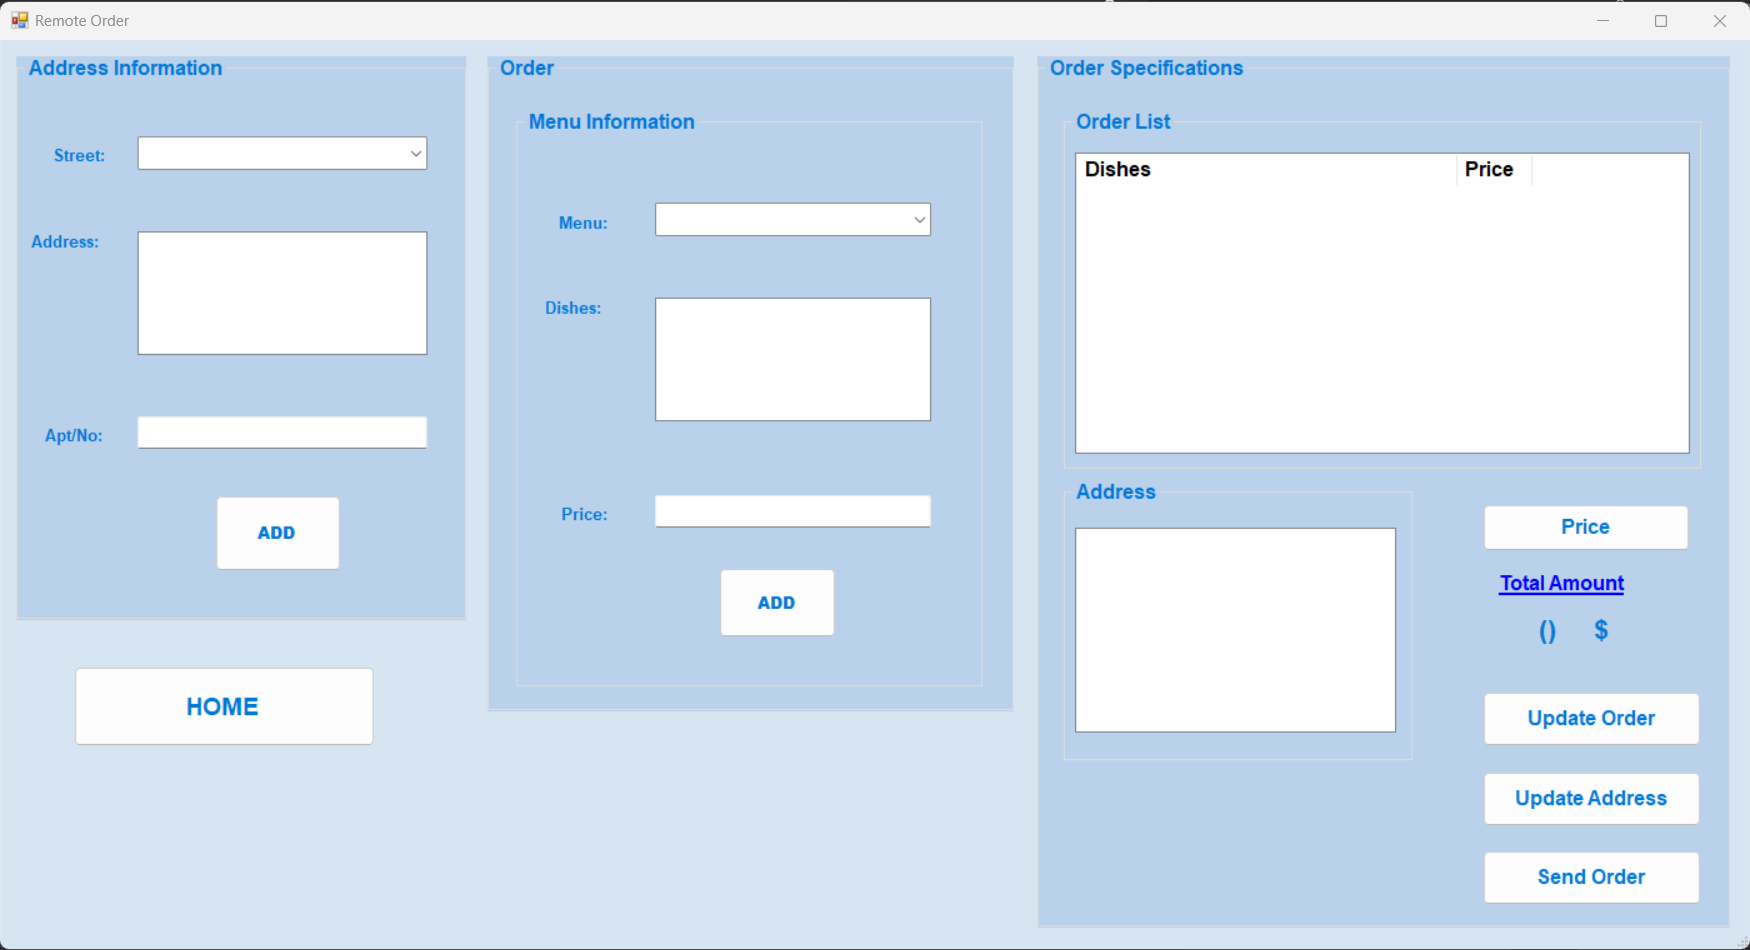 Remote Order
Address Information
Street:
Address:
Apt/No:
ADD
HOME
Order
Menu Information
Menu:
Dishes:
Price:
ADD
Order Specifications
Order List
Dishes Price
Address
Price
Total Amount
() $
Update Order
Update Address
Send Order